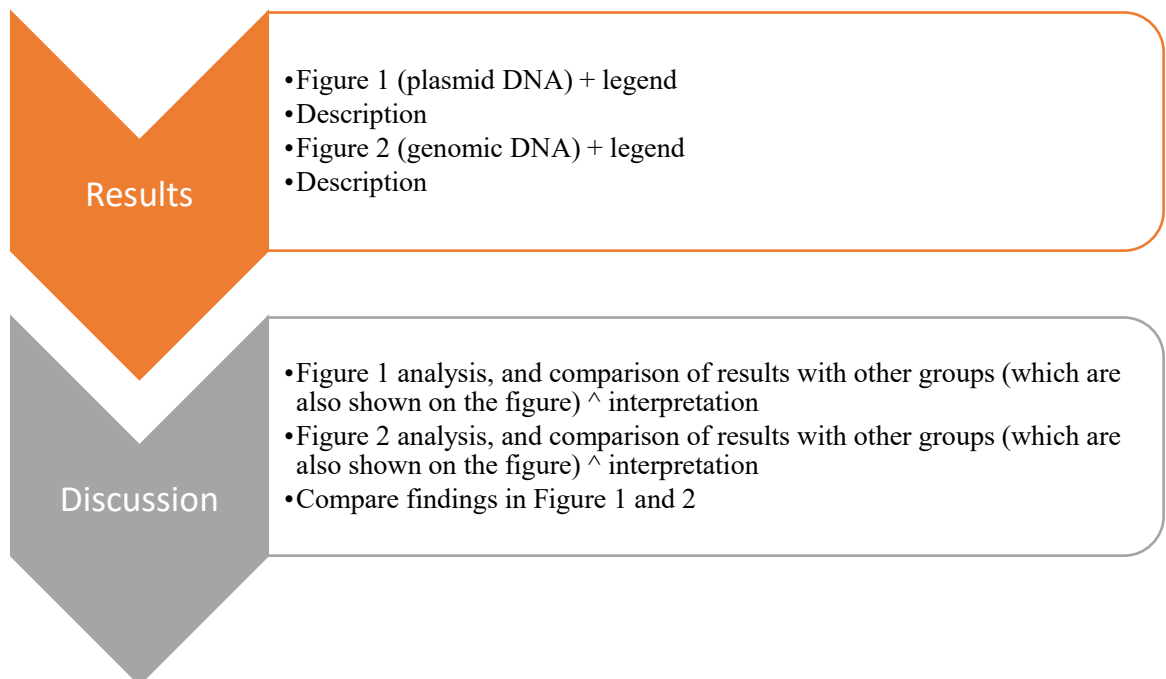 Results
•Figure 1 (plasmid DNA) + legend
•Description
•Figure 2 (genomic DNA) + legend
•Description
Discussion
•Figure 1 analysis, and comparison of results with other groups (which are
also shown on the figure) ^ interpretation
•Figure 2 analysis, and comparison of results with other groups (which are
also shown on the figure) ^ interpretation
•Compare findings in Figure 1 and 2